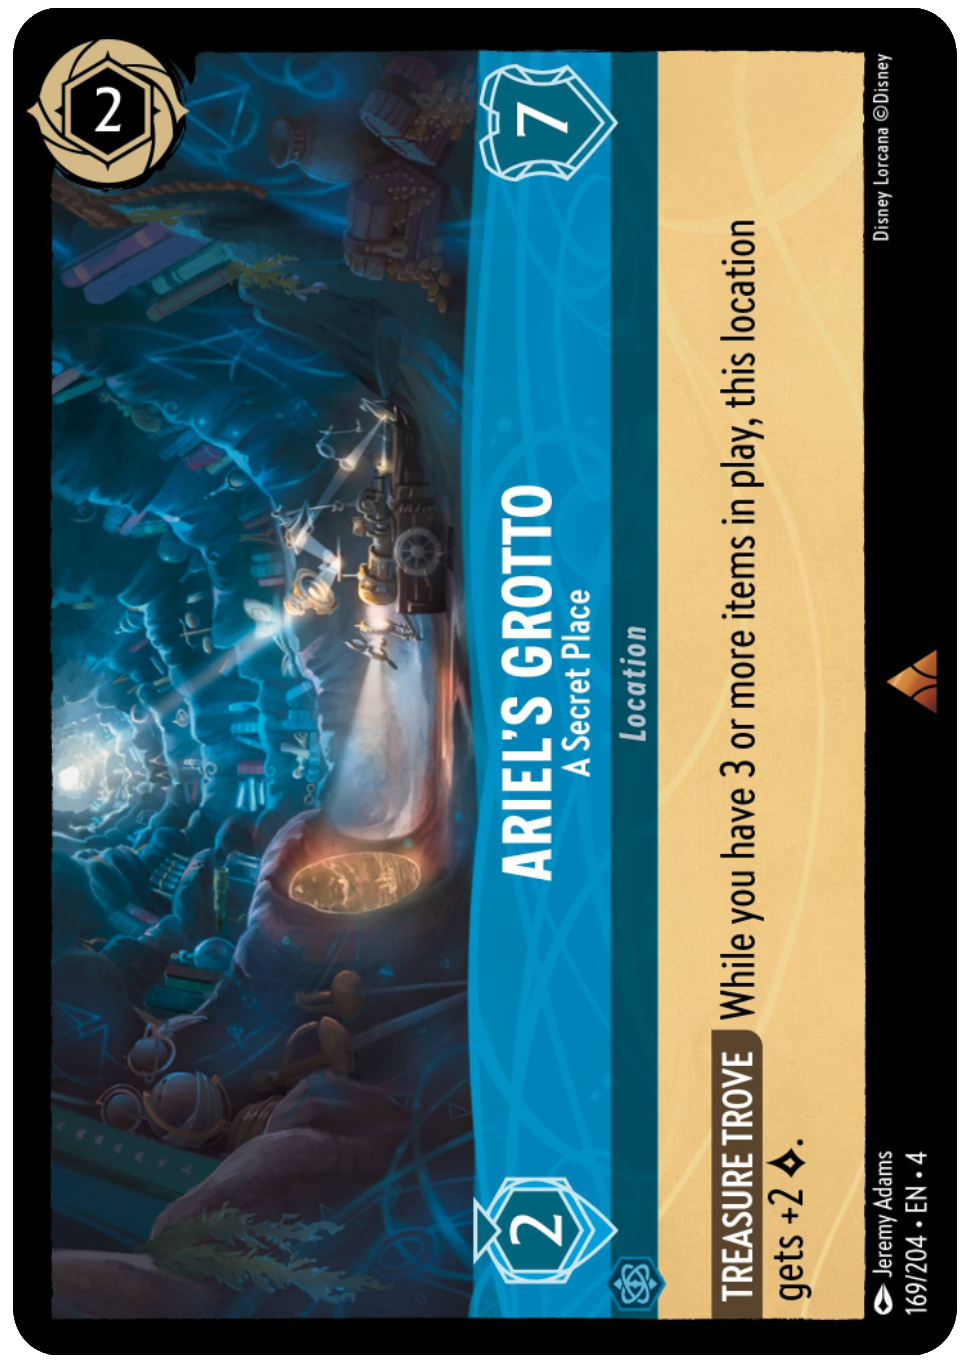 2
7
ARIEL'S GROTTO
A Secret Place
2
Location
TREASURE TROVE While you have 3 or more items in play, this location
gets +2 .
Jeremy Adams
169/204 • EN • 4
Disney Lorcana ©Disney